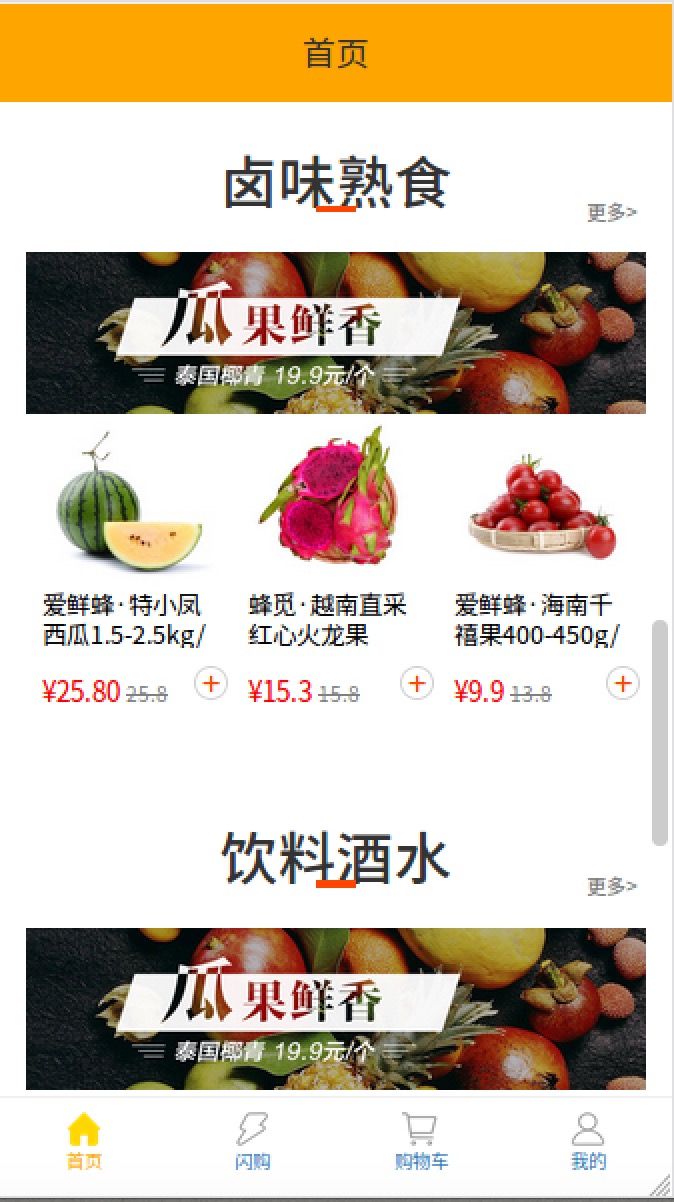 首页
卤味熟食
更多>
瓜果鲜香
泰国椰青 19.9元/个
爱鲜蜂·特小凤
西瓜1.5-2.5kg/
¥25.80 25.8 +
蜂觅·越南直采
红心火龙果
¥15.3 15.8 +
爱鲜蜂·海南千
禧果400-450g/
¥9.9 13.8 +
饮料酒水
更多>
瓜果鲜香
泰国椰青 19.9元/个
首页
闪购
购物车
我的